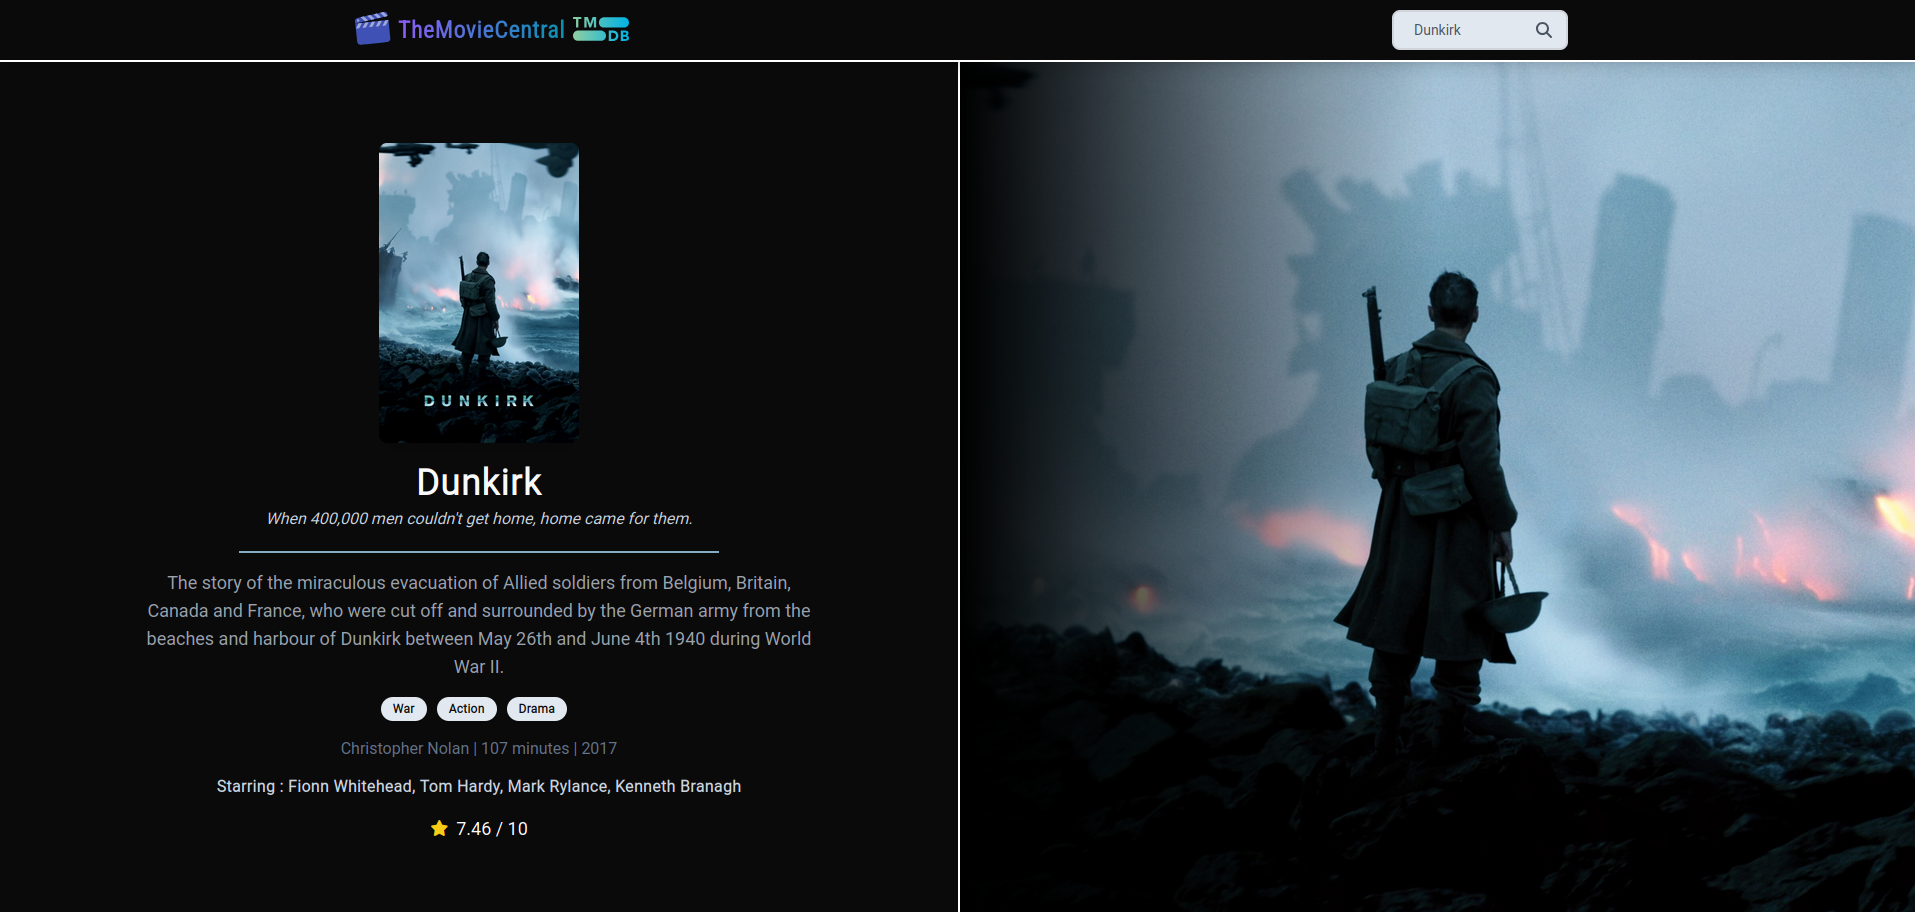 TheMovieCentral TM
DB
Dunkirk
DUNKIRK
Dunkirk
When 400,000 men couldn't get home, home came for them.
The story of the miraculous evacuation of Allied soldiers from Belgium, Britain,
Canada and France, who were cut off and surrounded by the German army from the
beaches and harbour of Dunkirk between May 26th and June 4th 1940 during World
War II.
War Action Drama
Christopher Nolan | 107 minutes | 2017
Starring : Fionn Whitehead, Tom Hardy, Mark Rylance, Kenneth Branagh
7.46 / 10